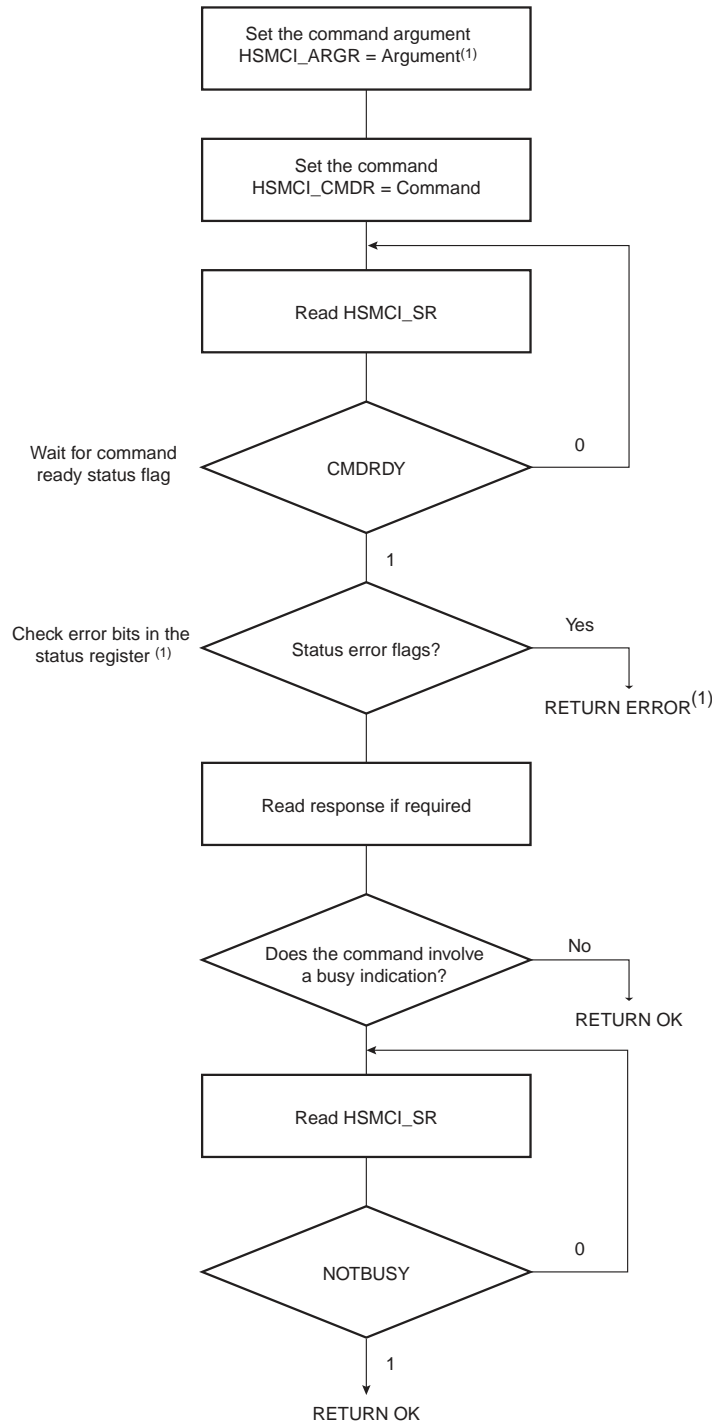 Set the command argument
HSMCI_ARGR = Argument(1)
Set the command
HSMCI_CMDR = Command
Read HSMCI_SR
Wait for command
ready status flag
CMDRDY
0
1
Check error bits in the
status register (1)
Status error flags?
Yes
RETURN ERROR(1)
Read response if required
Does the command involve
a busy indication?
No
RETURN OK
Read HSMCI_SR
NOTBUSY
0
1
RETURN OK